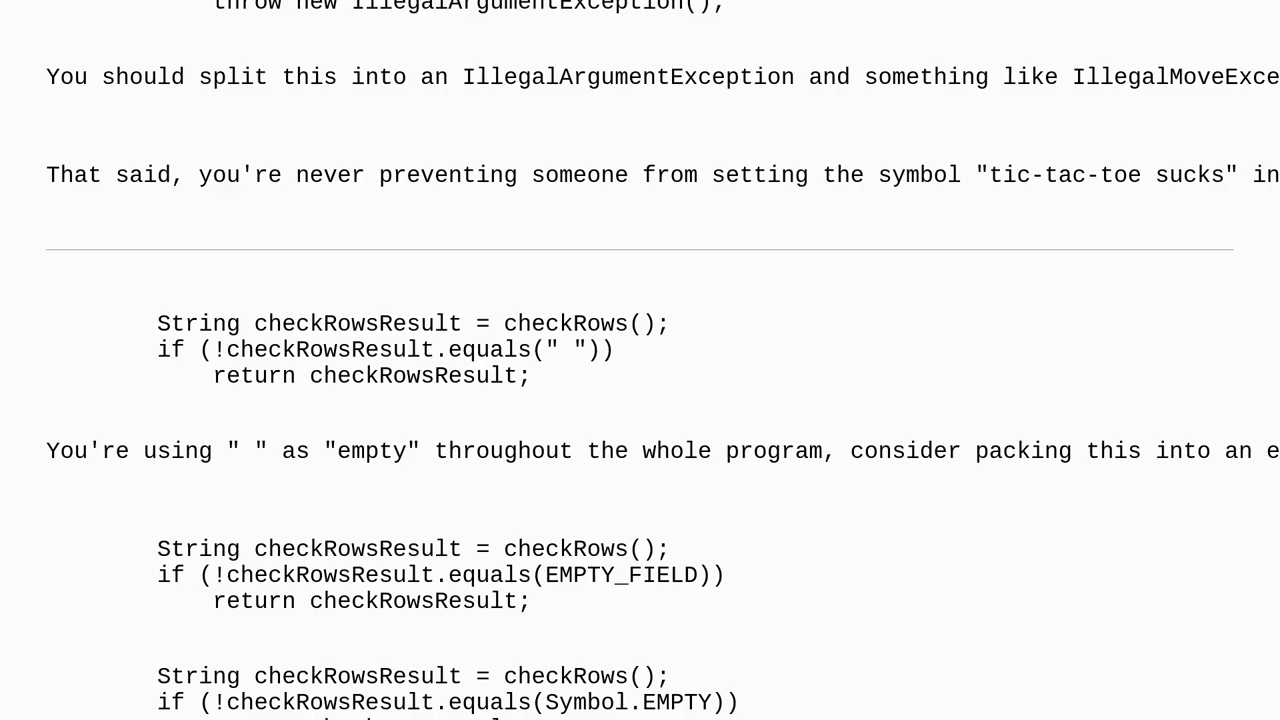 throw new IllegalArgumentException();
You should split this into an IllegalArgumentException and something like
That said, you're never preventing someone from setting the symbol "tic-tac-toe sucks" in
String checkRowsResult = checkRows();
if (!checkRowsResult.equals(" "))
return checkRowsResult;
You're using " " as "empty" throughout the whole program, consider packing this into an
String checkRowsResult = checkRows();
if (!checkRowsResult.equals(EMPTY_FIELD))
return checkRowsResult;
String checkRowsResult = checkRows();
if (!checkRowsResult.equals(Symbol.EMPTY))